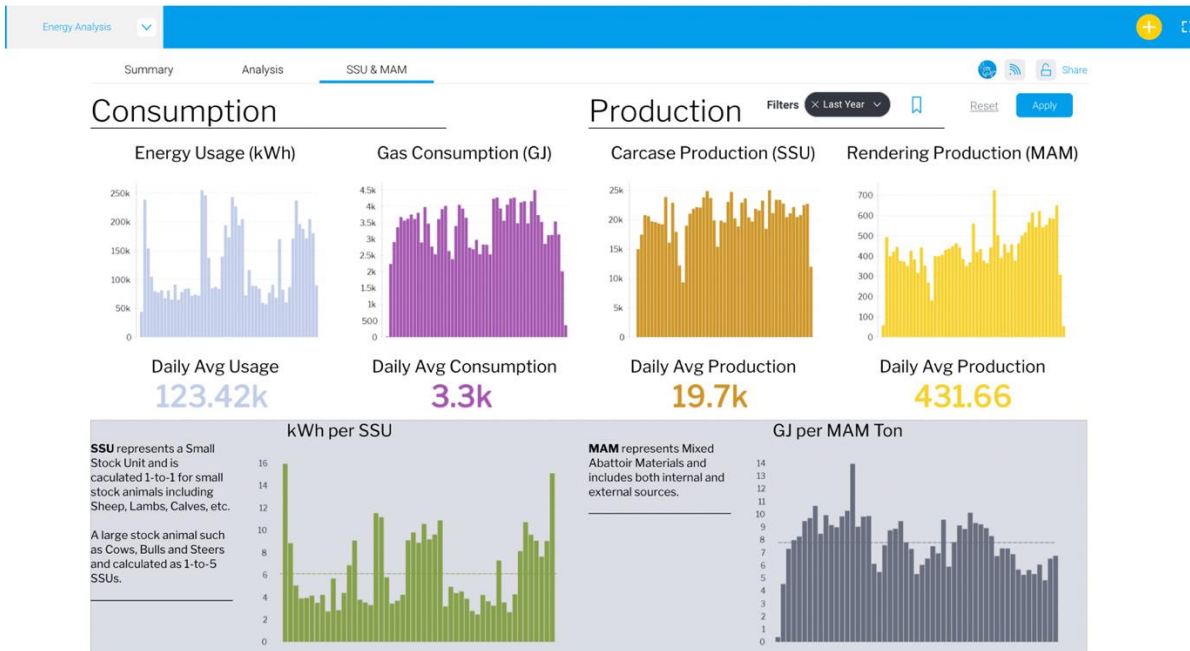 Energy Analysis
Summary
Analysis
SSU & MAM
Share
Consumption
Production
Filters
× Last Year
Reset
Apply
Energy Usage (kWh)
Gas Consumption (GJ)
Carcase Production (SSU)
Rendering Production (MAM)
250k
200k
150k
100k
50k
0
4.5k
4k
3.5k
3k
2.5k
2k
1.5k
1k
500
0
25k
20k
15k
10k
5k
0
700
600
500
400
300
200
100
0
Daily Avg Usage
123.42k
Daily Avg Consumption
3.3k
Daily Avg Production
19.7k
Daily Avg Production
431.66
kWh per SSU
SSU represents a Small
Stock Unit and is
caculated 1-to-1 for small
stock animals including
Sheep, Lambs, Calves, etc.
A large stock animal such
as Cows, Bulls and Steers
and calculated as 1-to-5
SSUs.
16
14
12
10
8
6
4
2
0
GJ per MAM Ton
MAM represents Mixed
Abattoir Materials and
includes both internal and
external sources.
14
13
12
11
10
9
8
7
6
5
4
3
2
1
0